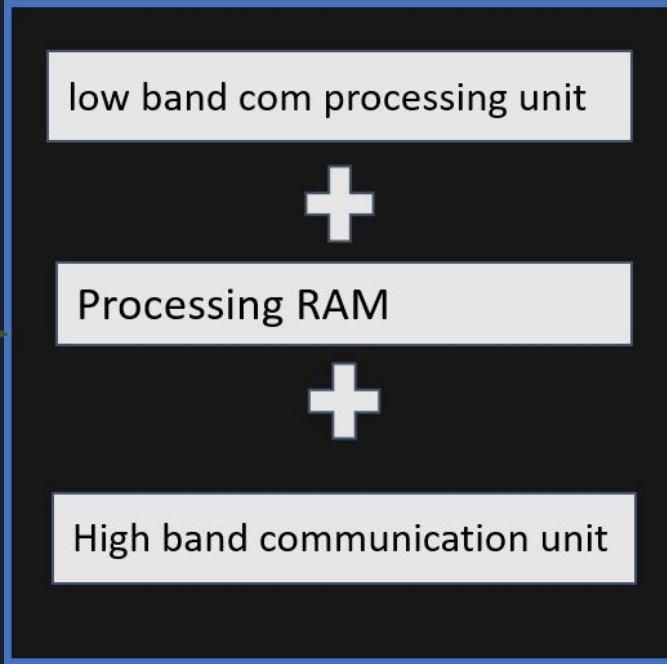 low band com processing unit
Processing RAM
High band communication unit